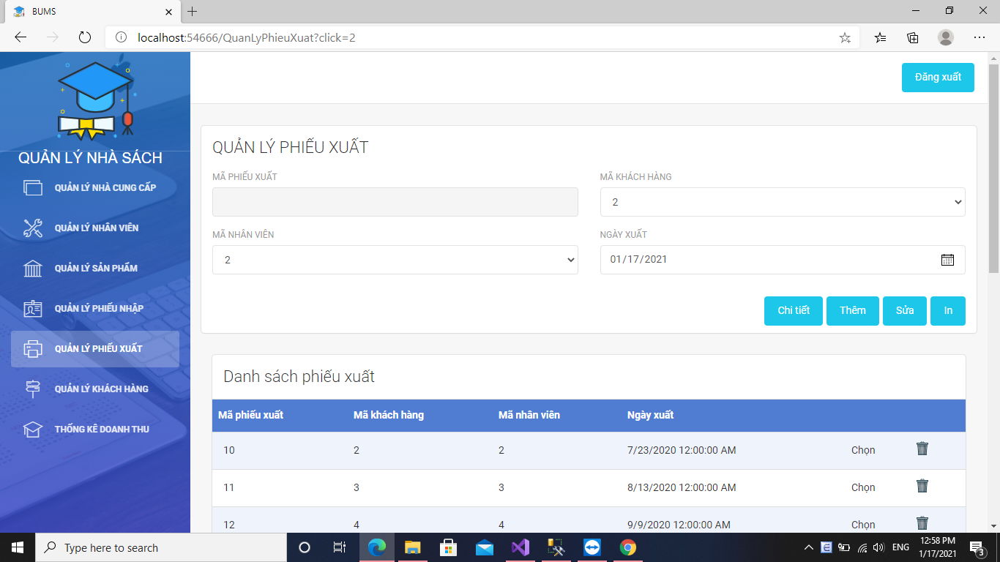 BUMS
localhost:54666/QuanLyPhieuXuat?click=2
Đăng xuất
QUẢN LÝ NHÀ SÁCH
QUẢN LÝ NHÀ CUNG CẤP
QUẢN LÝ NHÂN VIÊN
QUẢN LÝ SẢN PHẨM
QUẢN LÝ PHIẾU NHẬP
QUẢN LÝ PHIẾU XUẤT
QUẢN LÝ KHÁCH HÀNG
THỐNG KÊ DOANH THU
QUẢN LÝ PHIẾU XUẤT
MÃ PHIẾU XUẤT
MÃ KHÁCH HÀNG
2
MÃ NHÂN VIÊN
NGÀY XUẤT
2
01/17/2021
Chi tiết Thêm Sửa In
Danh sách phiếu xuất
Mã phiếu xuất Mã khách hàng Mã nhân viên Ngày xuất
10 2 2 7/23/2020 12:00:00 AM Chọn
11 3 3 8/13/2020 12:00:00 AM Chọn
12 4 4 9/9/2020 12:00:00 AM Chọn
Type here to search
ENG
12:58 PM
1/17/2021
3